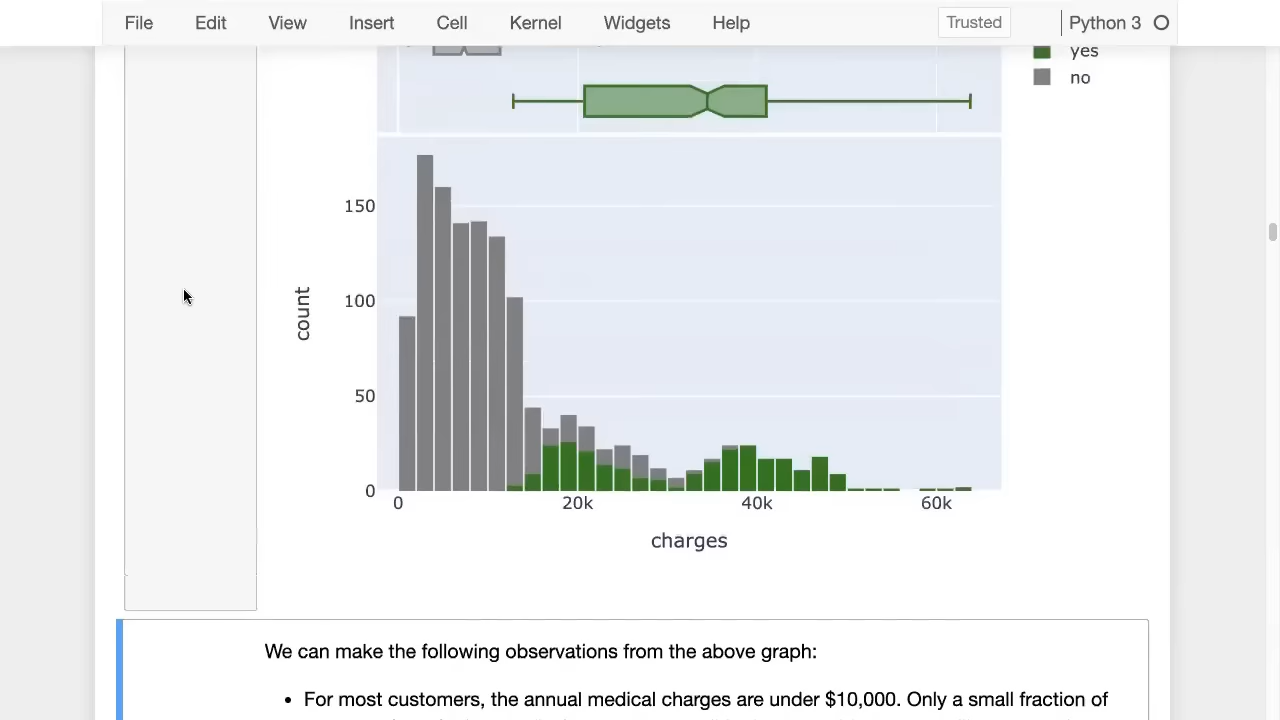 File Edit View Insert Cell Kernel Widgets Help Trusted Python 3
yes
no
150
100
50
0
count
0 20k 40k 60k
charges
We can make the following observations from the above graph:
• For most customers, the annual medical charges are under $10,000. Only a small fraction of